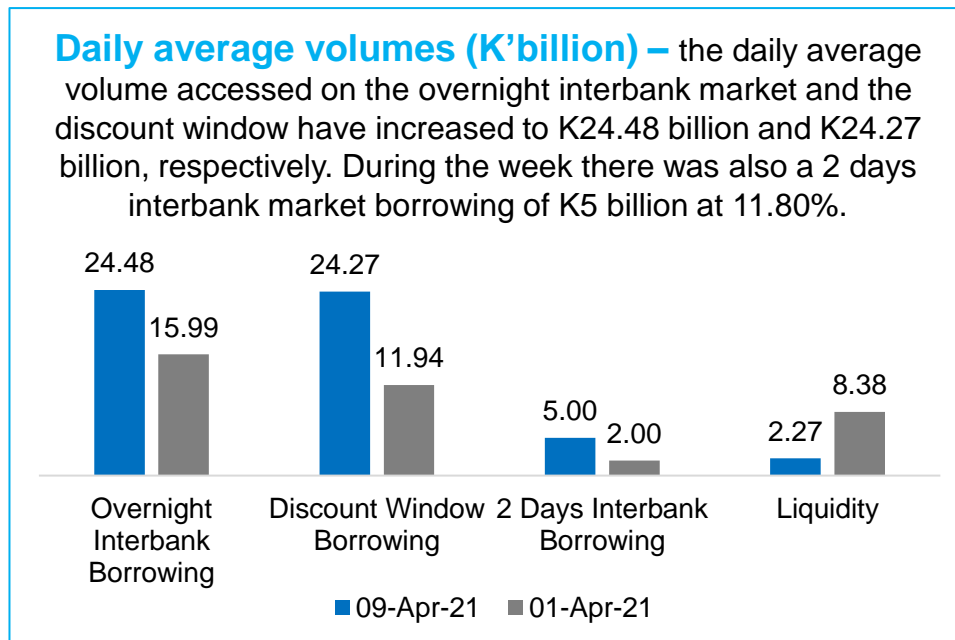 Daily average volumes (K’billion) – the daily average
volume accessed on the overnight interbank market and the
discount window have increased to K24.48 billion and K24.27
billion, respectively. During the week there was also a 2 days
interbank market borrowing of K5 billion at 11.80%.
24.48
15.99
24.27
11.94
5.00
2.00
2.27
8.38
Overnight
Interbank
Borrowing
Discount Window
Borrowing
2 Days Interbank
Borrowing
Liquidity
09-Apr-21
01-Apr-21